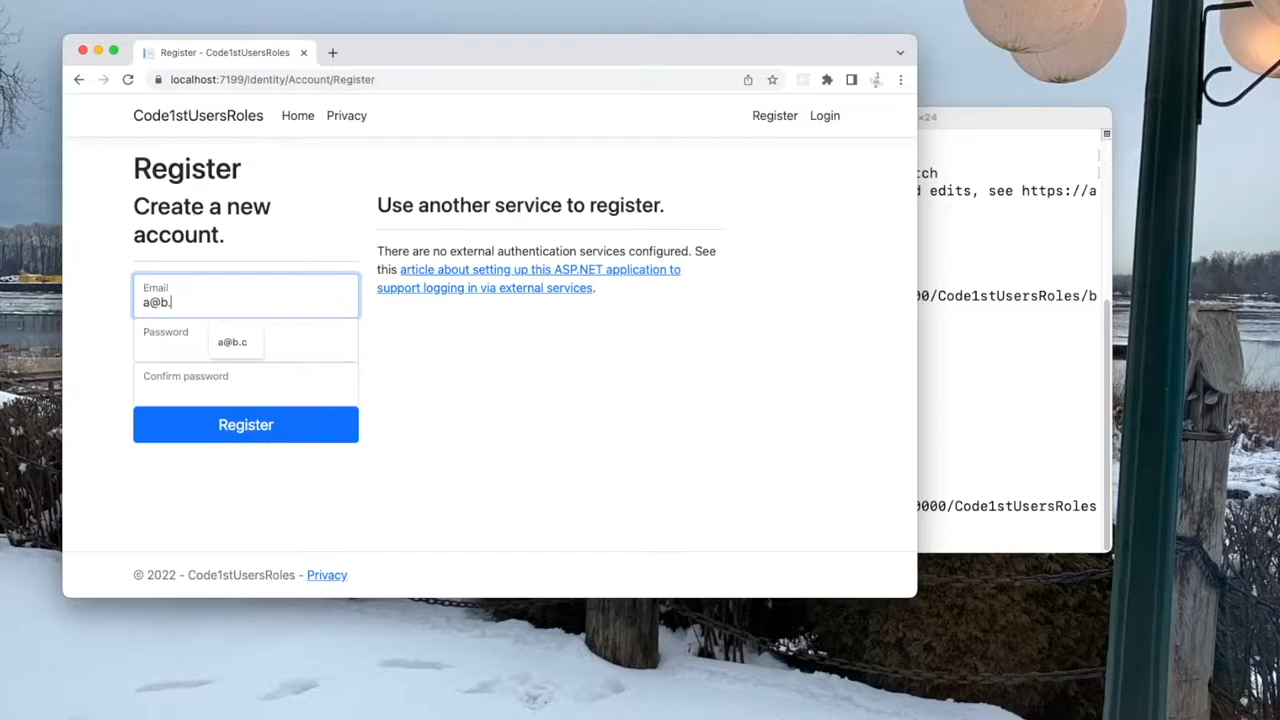 Register - Code1stUsersRoles
localhost:7199/Identity/Account/Register
Code1stUsersRoles Home Privacy Register Login
Register
Create a new
account.
Email
a@b.
Password
a@b.c
Confirm password
Register
Use another service to register.
There are no external authentication services configured. See
this article about setting up this ASP.NET application to
support logging in via external services.
© 2022 - Code1stUsersRoles - Privacy
×24
tch
d edits, see https://a
00/Code1stUsersRoles/b
0000/Code1stUsersRoles